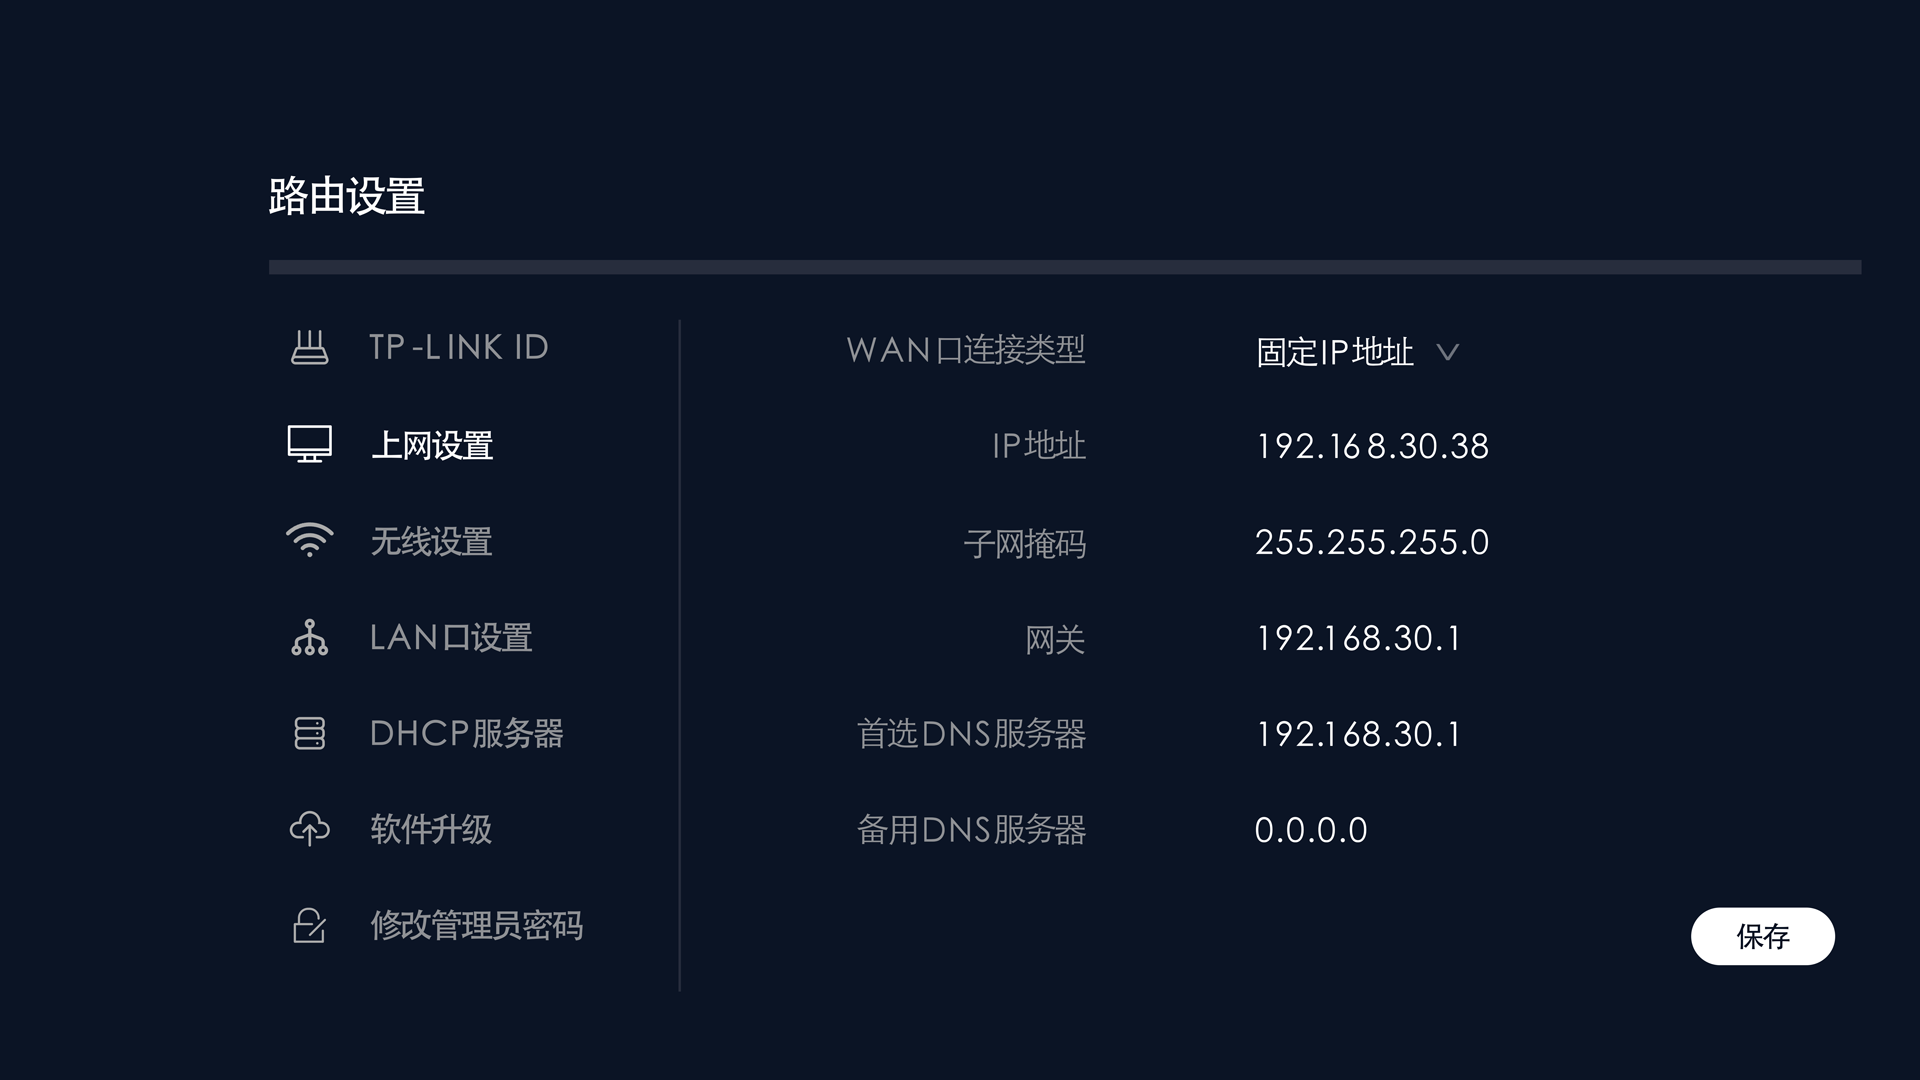 路由设置
TP-LINK ID
上网设置
无线设置
LAN口设置
DHCP服务器
软件升级
修改管理员密码
WAN口连接类型 固定IP地址
IP地址 192.168.30.38
子网掩码 255.255.255.0
网关 192.168.30.1
首选DNS服务器 192.168.30.1
备用DNS服务器 0.0.0.0
保存